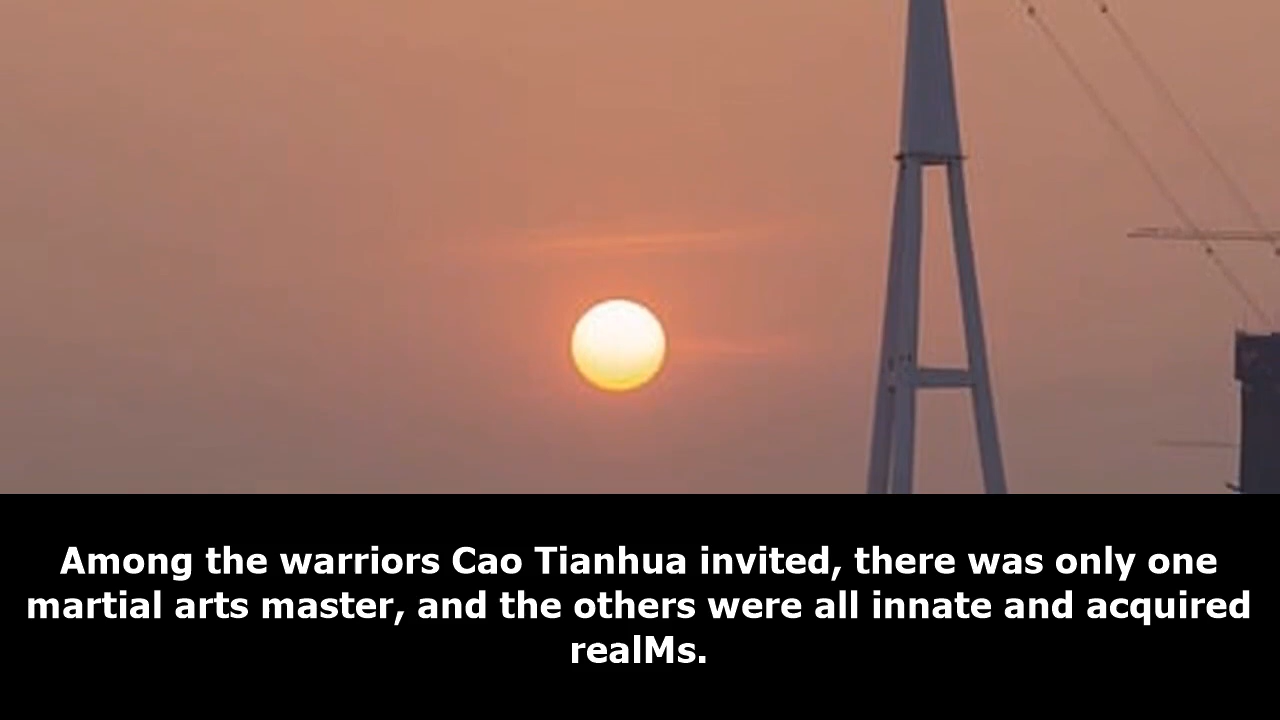 Among the warriors Cao Tianhua invited, there was only one
martial arts master, and the others were all innate and acquired
realMs.